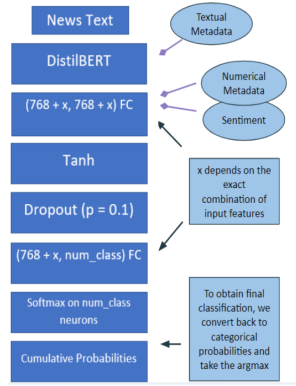 News Text
Textual
Metadata
DistilBERT
Numerical
Metadata
(768 + x, 768 + x) FC
Sentiment
Tanh
x depends on the
exact
combination of
input features
Dropout (p = 0.1)
(768 + x, num_class) FC
Softmax on num_class
neurons
To obtain final
classification, we
convert back to
categorical
probabilities and
take the argmax
Cumulative Probabilities